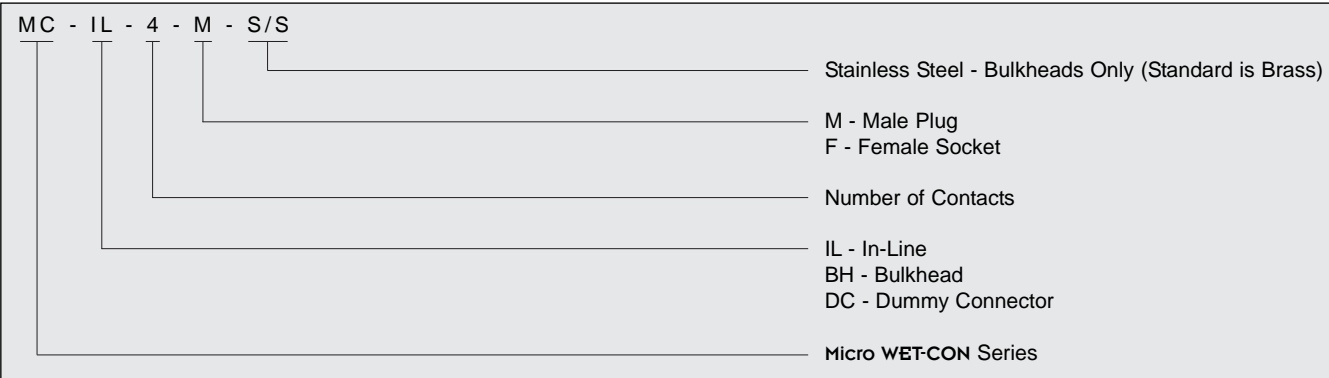 MC - IL - 4 - M - S/S
Stainless Steel - Bulkheads Only (Standard is Brass)
M - Male Plug
F - Female Socket
Number of Contacts
IL - In-Line
BH - Bulkhead
DC - Dummy Connector
Micro WET-CON Series